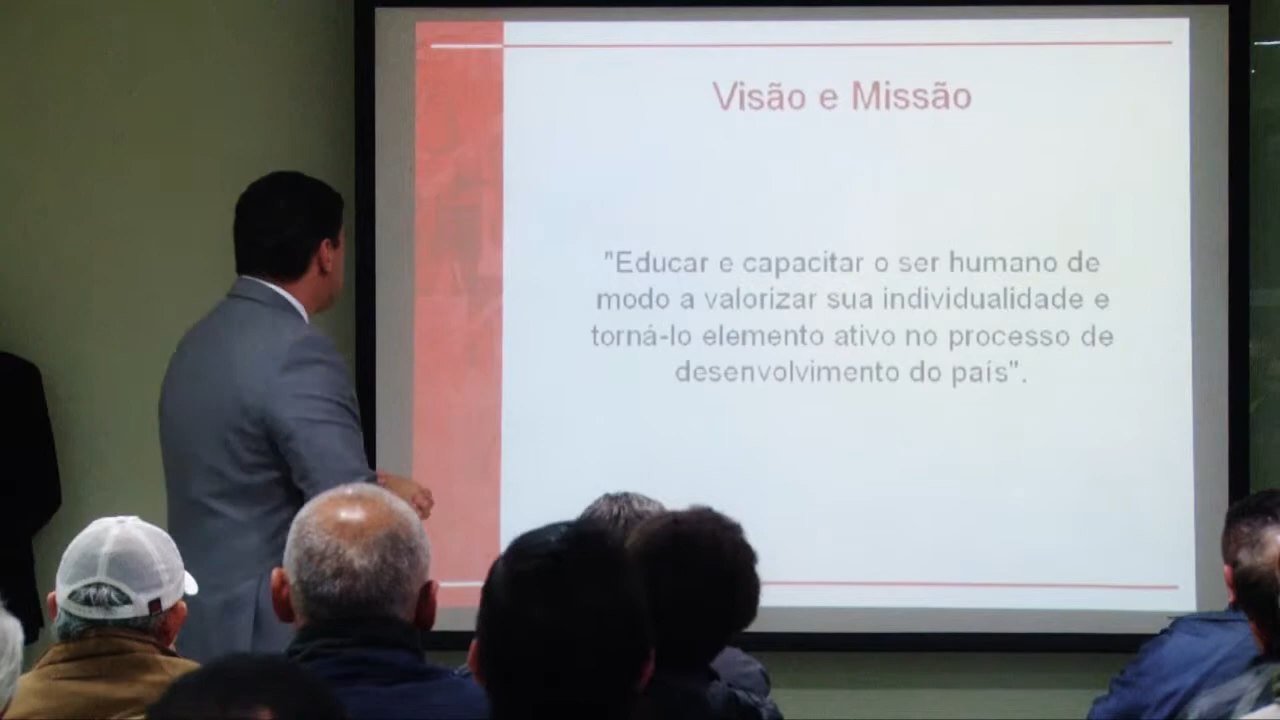 Visão e Missão
"Educar e capacitar o ser humano de
modo a valorizar sua individualidade e
torná-lo elemento ativo no processo de
desenvolvimento do país".